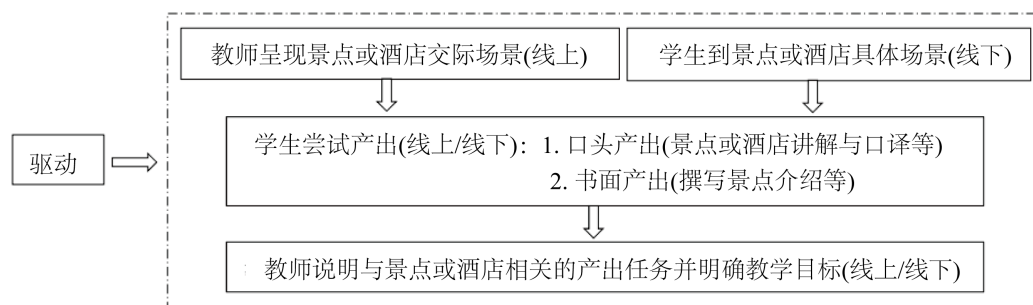 教师呈现景点或酒店交际场景(线上)
学生到景点或酒店具体场景(线下)
驱动
学生尝试产出(线上/线下)：1. 口头产出(景点或酒店讲解与口译等)
2. 书面产出(撰写景点介绍等)
教师说明与景点或酒店相关的产出任务并明确教学目标(线上/线下)